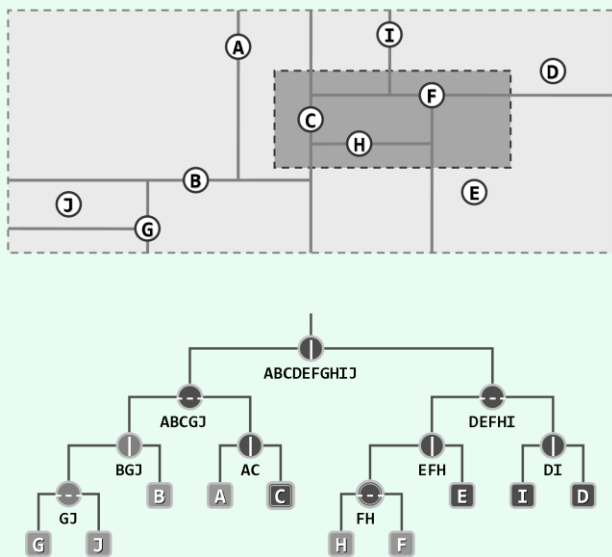 I
A
D
F
C
H
B
E
J
G
ABCDEFGHIJ
ABCGJ DEFHI
BGJ B A AC C EFH E I DI D
GJ FH
G J H F